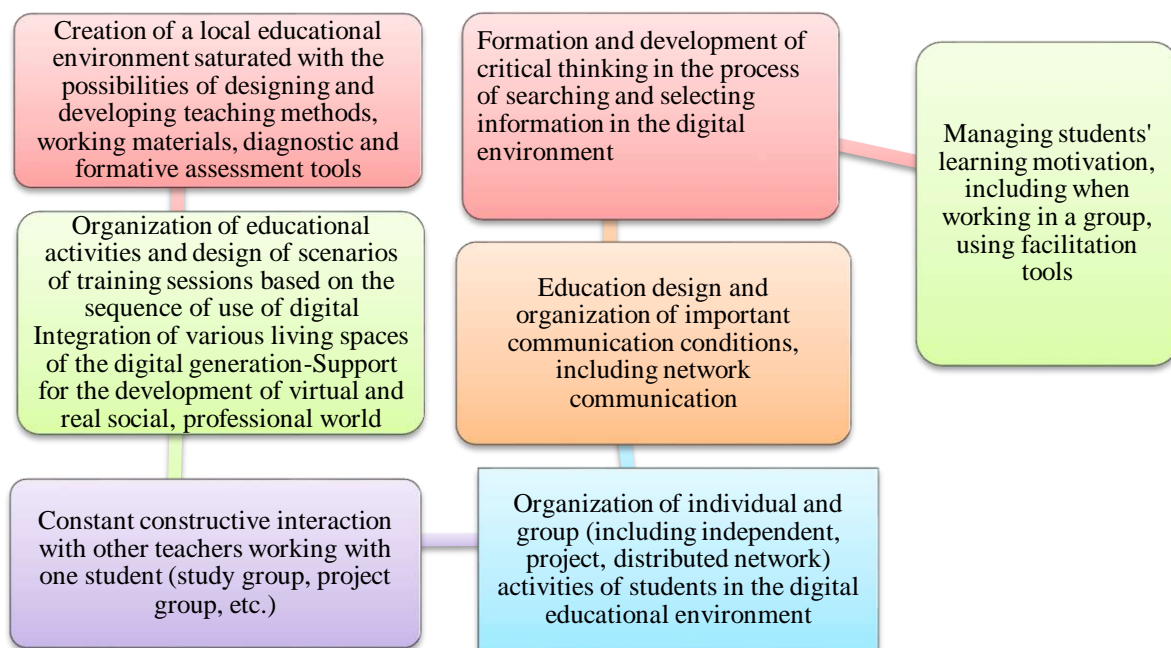 Creation of a local educational
environment saturated with the
possibilities of designing and
developing teaching methods,
working materials, diagnostic and
formative assessment tools
Organization of educational
activities and design of scenarios
of training sessions based on the
sequence of use of digital
Integration of various living spaces
of the digital generation-Support
for the development of virtual and
real social, professional world
Constant constructive interaction
with other teachers working with
one student (study group, project
group, etc.)
Organization of individual and
group (including independent,
project, distributed network)
activities of students in the digital
educational environment
Education design and
organization of important
communication conditions,
including network
communication
Formation and development of
critical thinking in the process
of searching and selecting
information in the digital
environment
Managing students'
learning motivation,
including when
working in a group,
using facilitation
tools